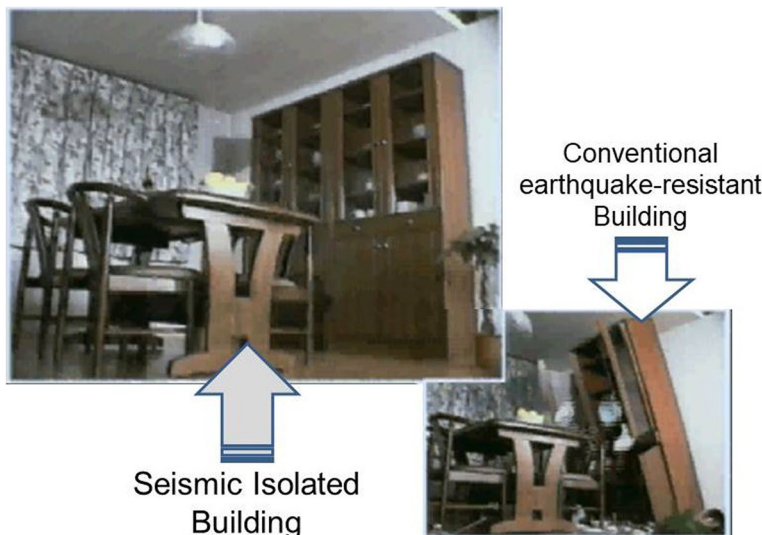 Conventional
earthquake-resistant
Building
Seismic Isolated
Building